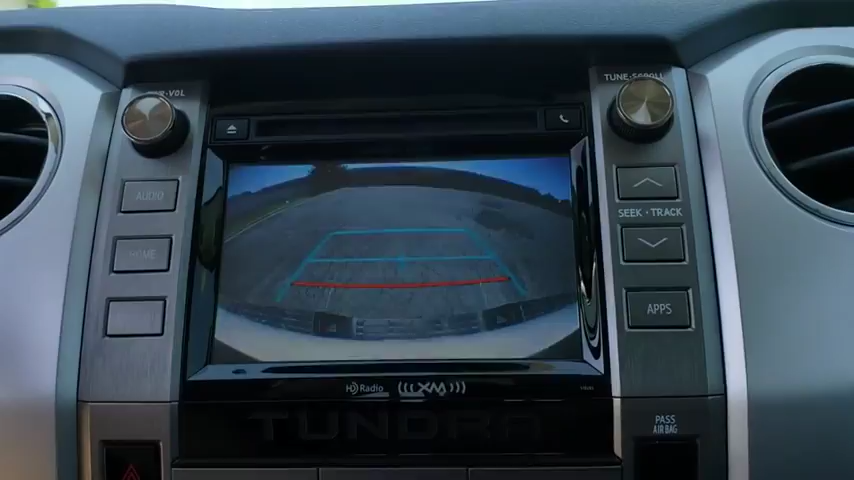 TUNE·SCROLL
AUDIO
HOME
SEEK · TRACK
APPS
HD Radio
XM
TUNDRA
PASS
AIR BAG